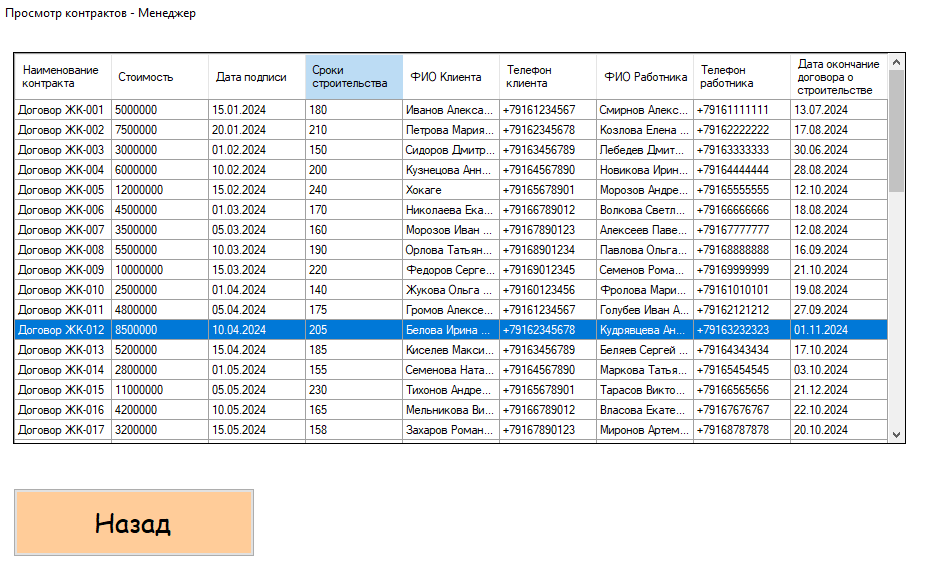 Просмотр контрактов - Менеджер
Наименование контракта Стоимость Дата подписи Сроки строительства ФИО Клиента Телефон клиента ФИО Работника Телефон работника Дата окончание договора о строительстве
Договор ЖК-001 5000000 15.01.2024 180 Иванов Алекса... +79161234567 Смирнов Алекс... +79161111111 13.07.2024
Договор ЖК-002 7500000 20.01.2024 210 Петрова Мария... +79162345678 Козлова Елена ... +79162222222 17.08.2024
Договор ЖК-003 3000000 01.02.2024 150 Сидоров Дмитр... +79163456789 Лебедев Дмит... +79163333333 30.06.2024
Договор ЖК-004 6000000 10.02.2024 200 Кузнецова Анн... +79164567890 Новикова Ирин... +79164444444 28.08.2024
Договор ЖК-005 12000000 15.02.2024 240 Хокаге +79165678901 Морозов Андре... +79165555555 12.10.2024
Договор ЖК-006 4500000 01.03.2024 170 Николаева Ека... +79166789012 Волкова Светл... +79166666666 18.08.2024
Договор ЖК-007 3500000 05.03.2024 160 Морозов Иван ... +79167890123 Алексеев Паве... +79167777777 12.08.2024
Договор ЖК-008 5500000 10.03.2024 190 Орлова Татьян... +79168901234 Павлова Ольга... +79168888888 16.09.2024
Договор ЖК-009 10000000 15.03.2024 220 Федоров Серге... +79169012345 Семенов Рома... +79169999999 21.10.2024
Договор ЖК-010 2500000 01.04.2024 140 Жукова Ольга ... +79160123456 Фролова Мари... +79161010101 19.08.2024
Договор ЖК-011 4800000 05.04.2024 175 Громов Алексе... +79161234567 Голубев Иван А... +79162121212 27.09.2024
Договор ЖК-012 8500000 10.04.2024 205 Белова Ирина ... +79162345678 Кудрявцева Ан... +79163232323 01.11.2024
Договор ЖК-013 5200000 15.04.2024 185 Киселев Макси... +79163456789 Беляев Сергей ... +79164343434 17.10.2024
Договор ЖК-014 2800000 01.05.2024 155 Семенова Ната... +79164567890 Маркова Татья... +79165454545 03.10.2024
Договор ЖК-015 11000000 05.05.2024 230 Тихонов Андре... +79165678901 Тарасов Викто... +79166565656 21.12.2024
Договор ЖК-016 4200000 10.05.2024 165 Мельникова Ви... +79166789012 Власова Екате... +79167676767 22.10.2024
Договор ЖК-017 3200000 15.05.2024 158 Захаров Роман... +79167890123 Миронов Артем... +79168787878 20.10.2024
Назад